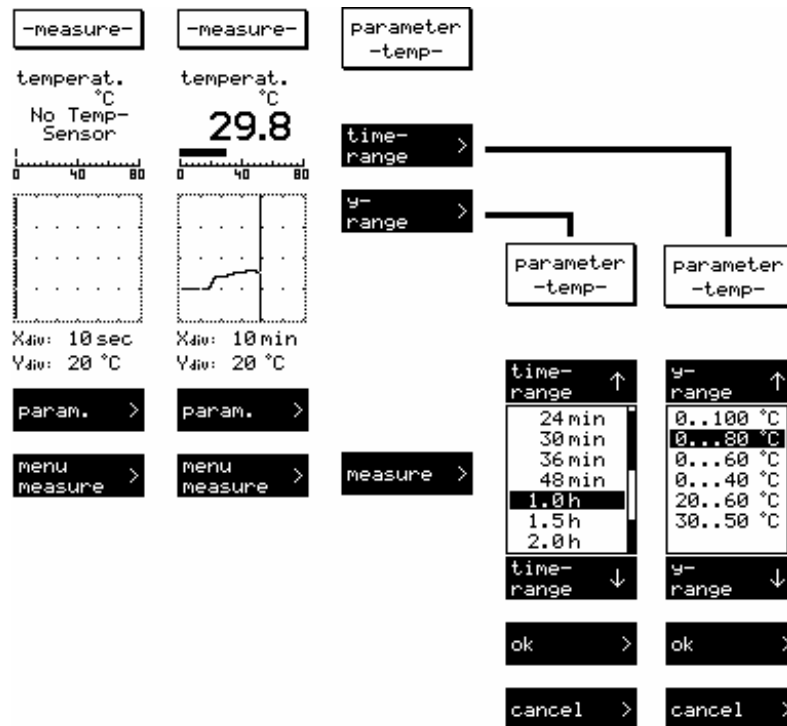 -measure-
temperat.
°C
No Temp-
Sensor
0 40 80
Xdiv: 10 sec
Ydiv: 20 °C
param. >
menu
measure >
-measure-
temperat.
°C
29.8
0 40 80
Xdiv: 10 min
Ydiv: 20 °C
param. >
menu
measure >
parameter
-temp-
time-
range >
y-
range >
measure >
parameter
-temp-
time-
range ↑
24 min
30 min
36 min
48 min
1.0 h
1.5 h
2.0 h
time-
range ↓
ok >
cancel >
parameter
-temp-
y-
range ↑
0..100 °C
0...80 °C
0...60 °C
0...40 °C
20..60 °C
30..50 °C
y-
range ↓
ok >
cancel >